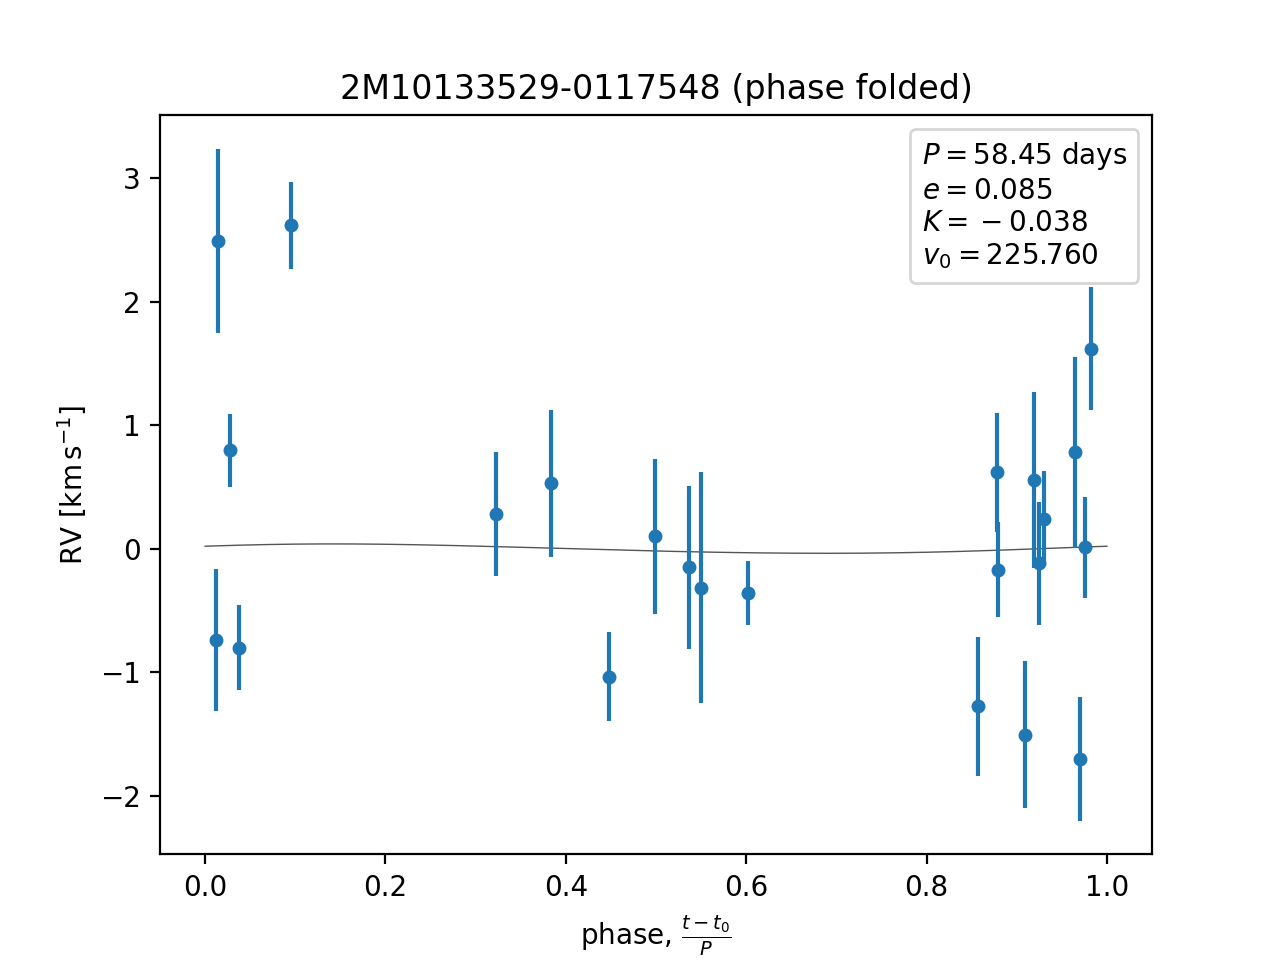 2M10133529-0117548 (phase folded)
P = 58.45 days
e = 0.085
K = −0.038
v₀ = 225.760
3
2
1
0
−1
−2
RV [km s⁻¹]
0.0 0.2 0.4 0.6 0.8 1.0
phase, (t − t₀)/P